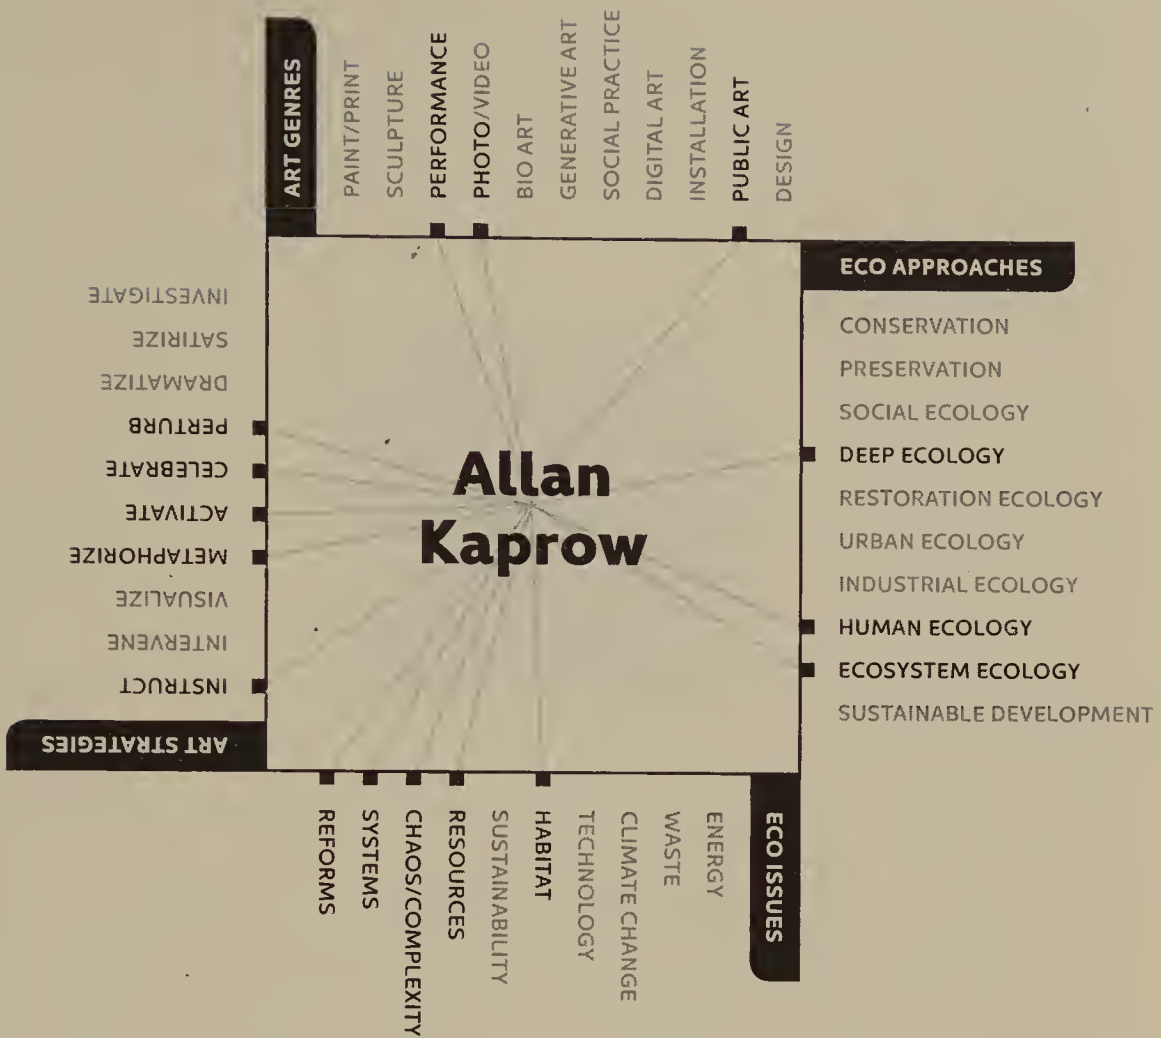 ART GENRES
PAINT/PRINT
SCULPTURE
PERFORMANCE
PHOTO/VIDEO
BIO ART
GENERATIVE ART
SOCIAL PRACTICE
DIGITAL ART
INSTALLATION
PUBLIC ART
DESIGN
ECO APPROACHES
CONSERVATION
PRESERVATION
SOCIAL ECOLOGY
DEEP ECOLOGY
RESTORATION ECOLOGY
URBAN ECOLOGY
INDUSTRIAL ECOLOGY
HUMAN ECOLOGY
ECOSYSTEM ECOLOGY
SUSTAINABLE DEVELOPMENT
ECO ISSUES
ENERGY
WASTE
CLIMATE CHANGE
TECHNOLOGY
HABITAT
SUSTAINABILITY
RESOURCES
CHAOS/COMPLEXITY
SYSTEMS
REFORMS
ART STRATEGIES
INSTRUCT
INTERVENE
VISUALIZE
METAPHORIZE
ACTIVATE
CELEBRATE
PERTURB
DRAMATIZE
SATIRIZE
INVESTIGATE
Allan
Kaprow